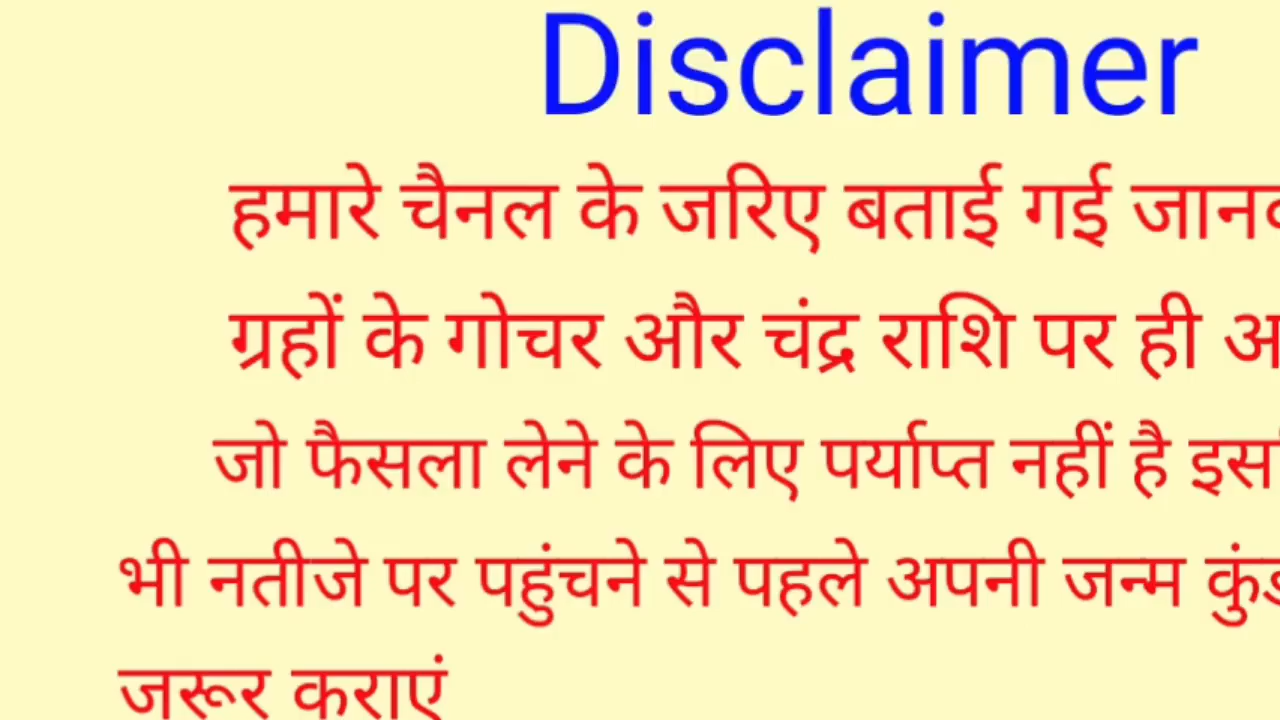 Disclaimer
हमारे चैनल के जरिए बताई गई
ग्रहों के गोचर और चंद्र राशि पर ही
जो फैसला लेने के लिए पर्याप्त नहीं है
भी नतीजे पर पहुंचने से पहले अपनी जन्म
जरूर कराएं